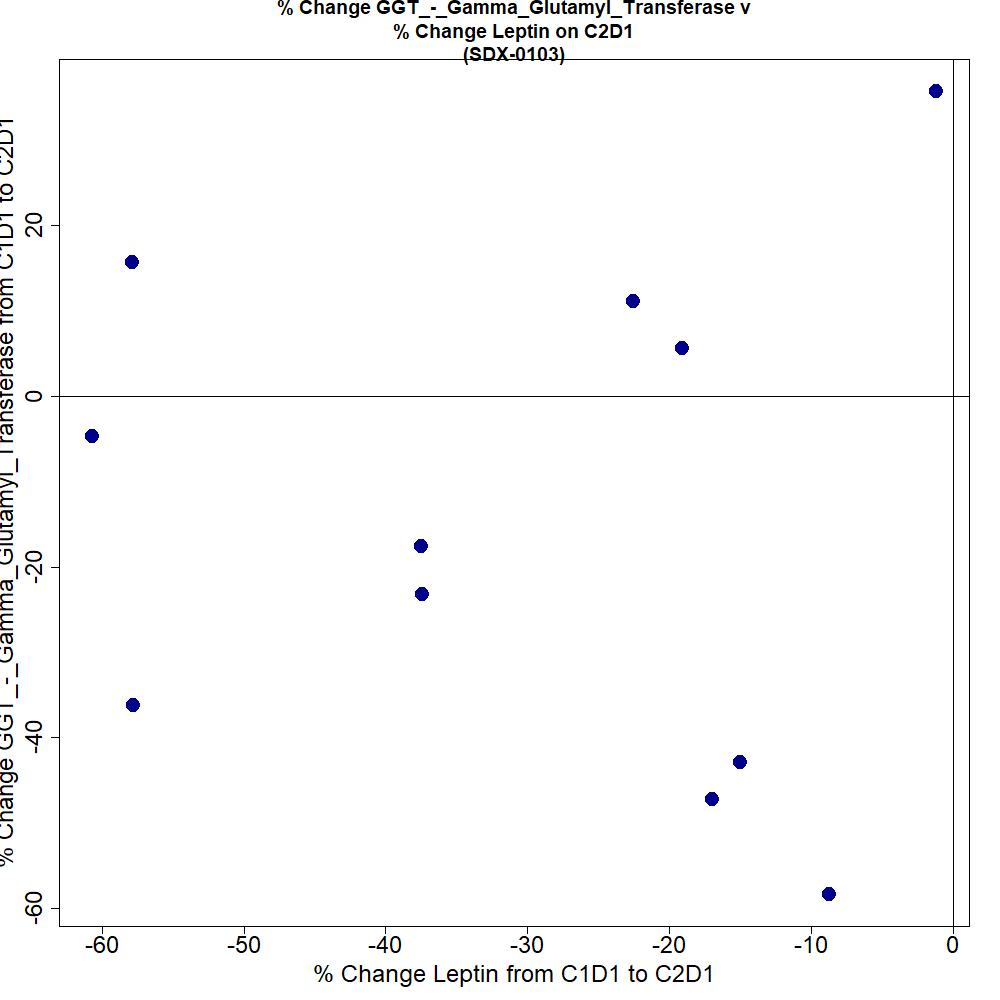 % Change GGT_-_Gamma_Glutamyl_Transferase v
% Change Leptin on C2D1
(SDX-0103)
% Change GGT_-_Gamma_Glutamyl_Transferase from C1D1 to C2D1
20
0
-20
-40
-60
-60 -50 -40 -30 -20 -10 0
% Change Leptin from C1D1 to C2D1